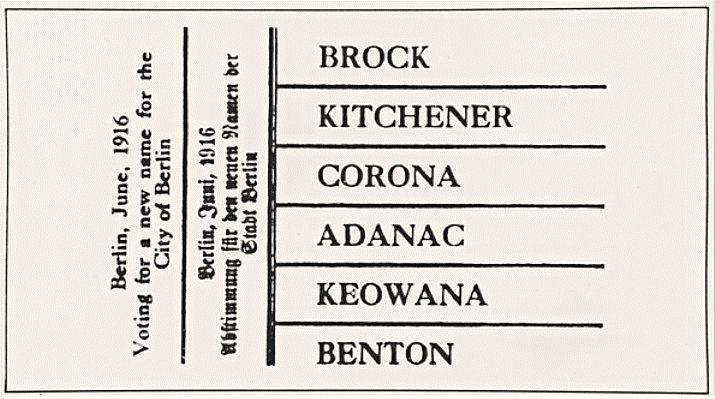 Berlin, June, 1916
Voting for a new name for the
City of Berlin
Berlin, Juni, 1916
Abstimmung für den neuen Namen der
Stadt Berlin
BROCK
KITCHENER
CORONA
ADANAC
KEOWANA
BENTON